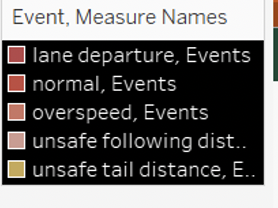 Event, Measure Names
lane departure, Events
normal, Events
overspeed, Events
unsafe following dist..
unsafe tail distance, E..